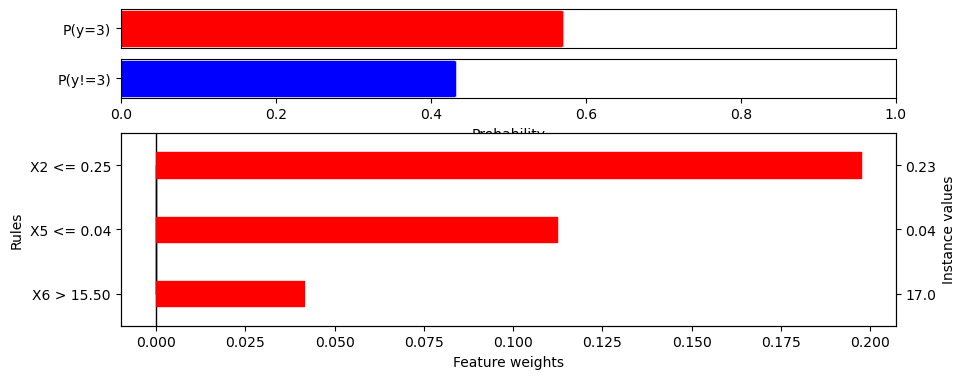 P(y=3)
P(y!=3)
0.0 0.2 0.4 0.6 0.8 1.0
Probability
X2 <= 0.25 0.23
X5 <= 0.04 0.04
X6 > 15.50 17.0
Rules
Instance values
0.000 0.025 0.050 0.075 0.100 0.125 0.150 0.175 0.200
Feature weights